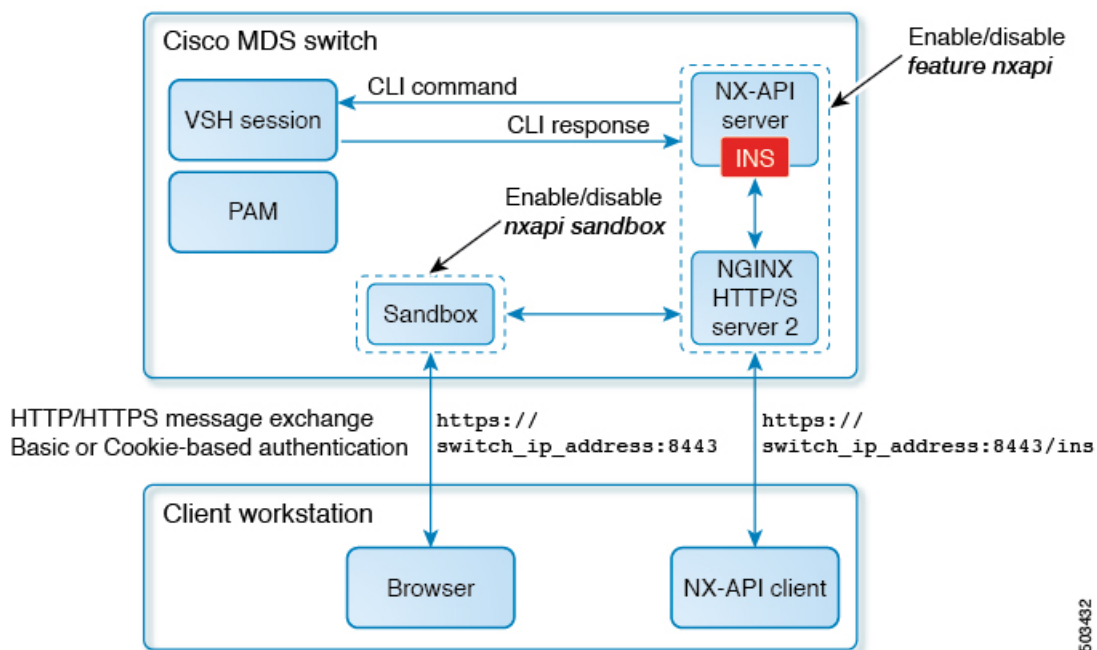 Cisco MDS switch
Enable/disable
feature nxapi
VSH session
CLI command
CLI response
NX-API
server
INS
PAM
Enable/disable
nxapi sandbox
Sandbox
NGINX
HTTP/S
server 2
HTTP/HTTPS message exchange
Basic or Cookie-based authentication
https://
switch_ip_address:8443
https://
switch_ip_address:8443/ins
Client workstation
Browser
NX-API client
503432